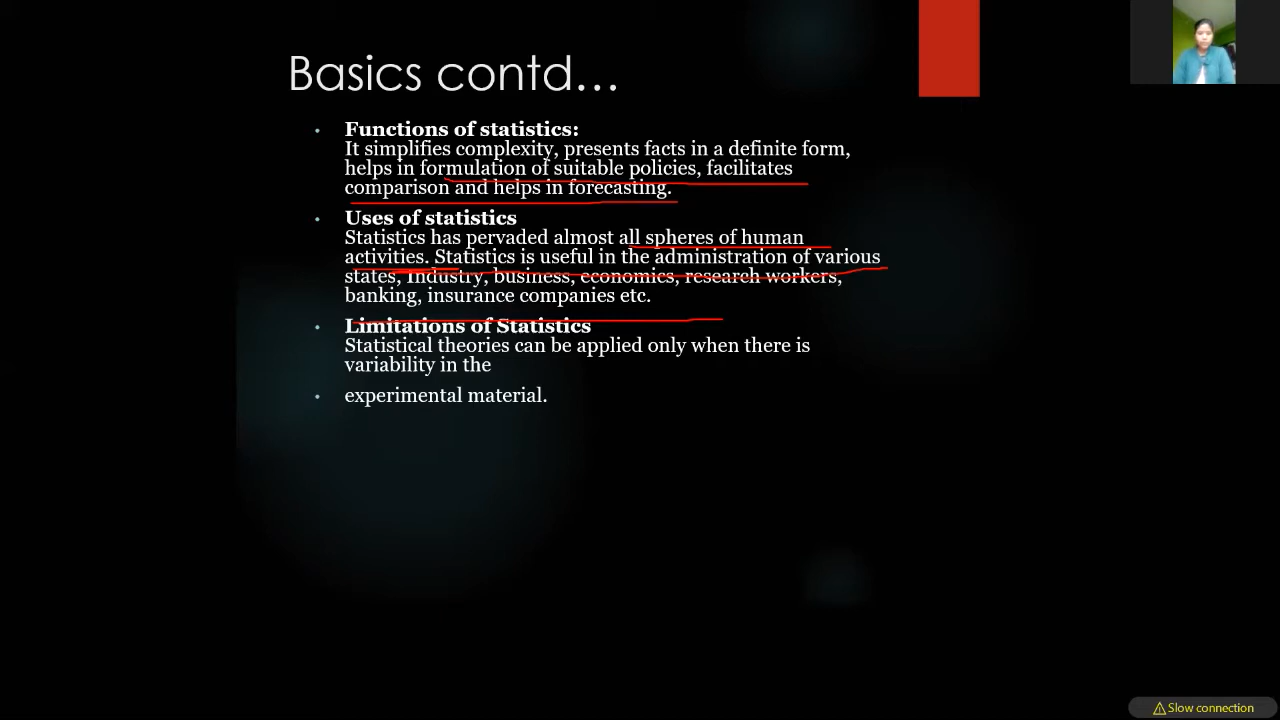 Basics contd...
• Functions of statistics:
It simplifies complexity, presents facts in a definite form,
helps in formulation of suitable policies, facilitates
comparison and helps in forecasting.
• Uses of statistics
Statistics has pervaded almost all spheres of human
activities. Statistics is useful in the administration of various
states, Industry, business, economics, research workers,
banking, insurance companies etc.
• Limitations of Statistics
Statistical theories can be applied only when there is
variability in the
• experimental material.
Slow connection